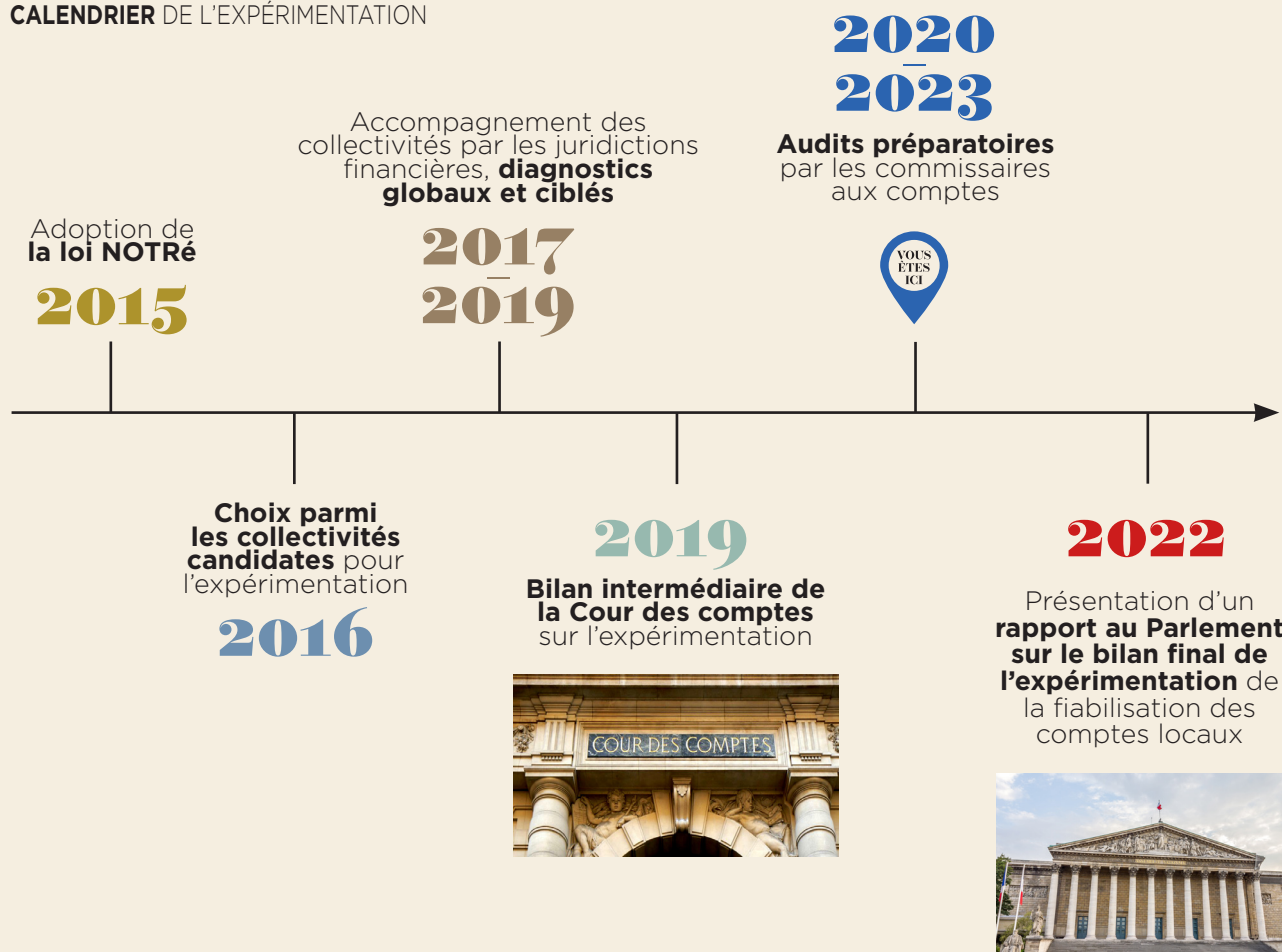 CALENDRIER DE L'EXPÉRIMENTATION
Adoption de
la loi NOTRé
2015
Choix parmi
les collectivités
candidates pour
l'expérimentation
2016
Accompagnement des
collectivités par les juridictions
financières, diagnostics
globaux et ciblés
2017
—
2019
2019
Bilan intermédiaire de
la Cour des comptes
sur l'expérimentation
COUR DES COMPTES
2020
—
2023
Audits préparatoires
par les commissaires
aux comptes
VOUS
ÊTES
ICI
2022
Présentation d'un
rapport au Parlement
sur le bilan final de
l'expérimentation de
la fiabilisation des
comptes locaux